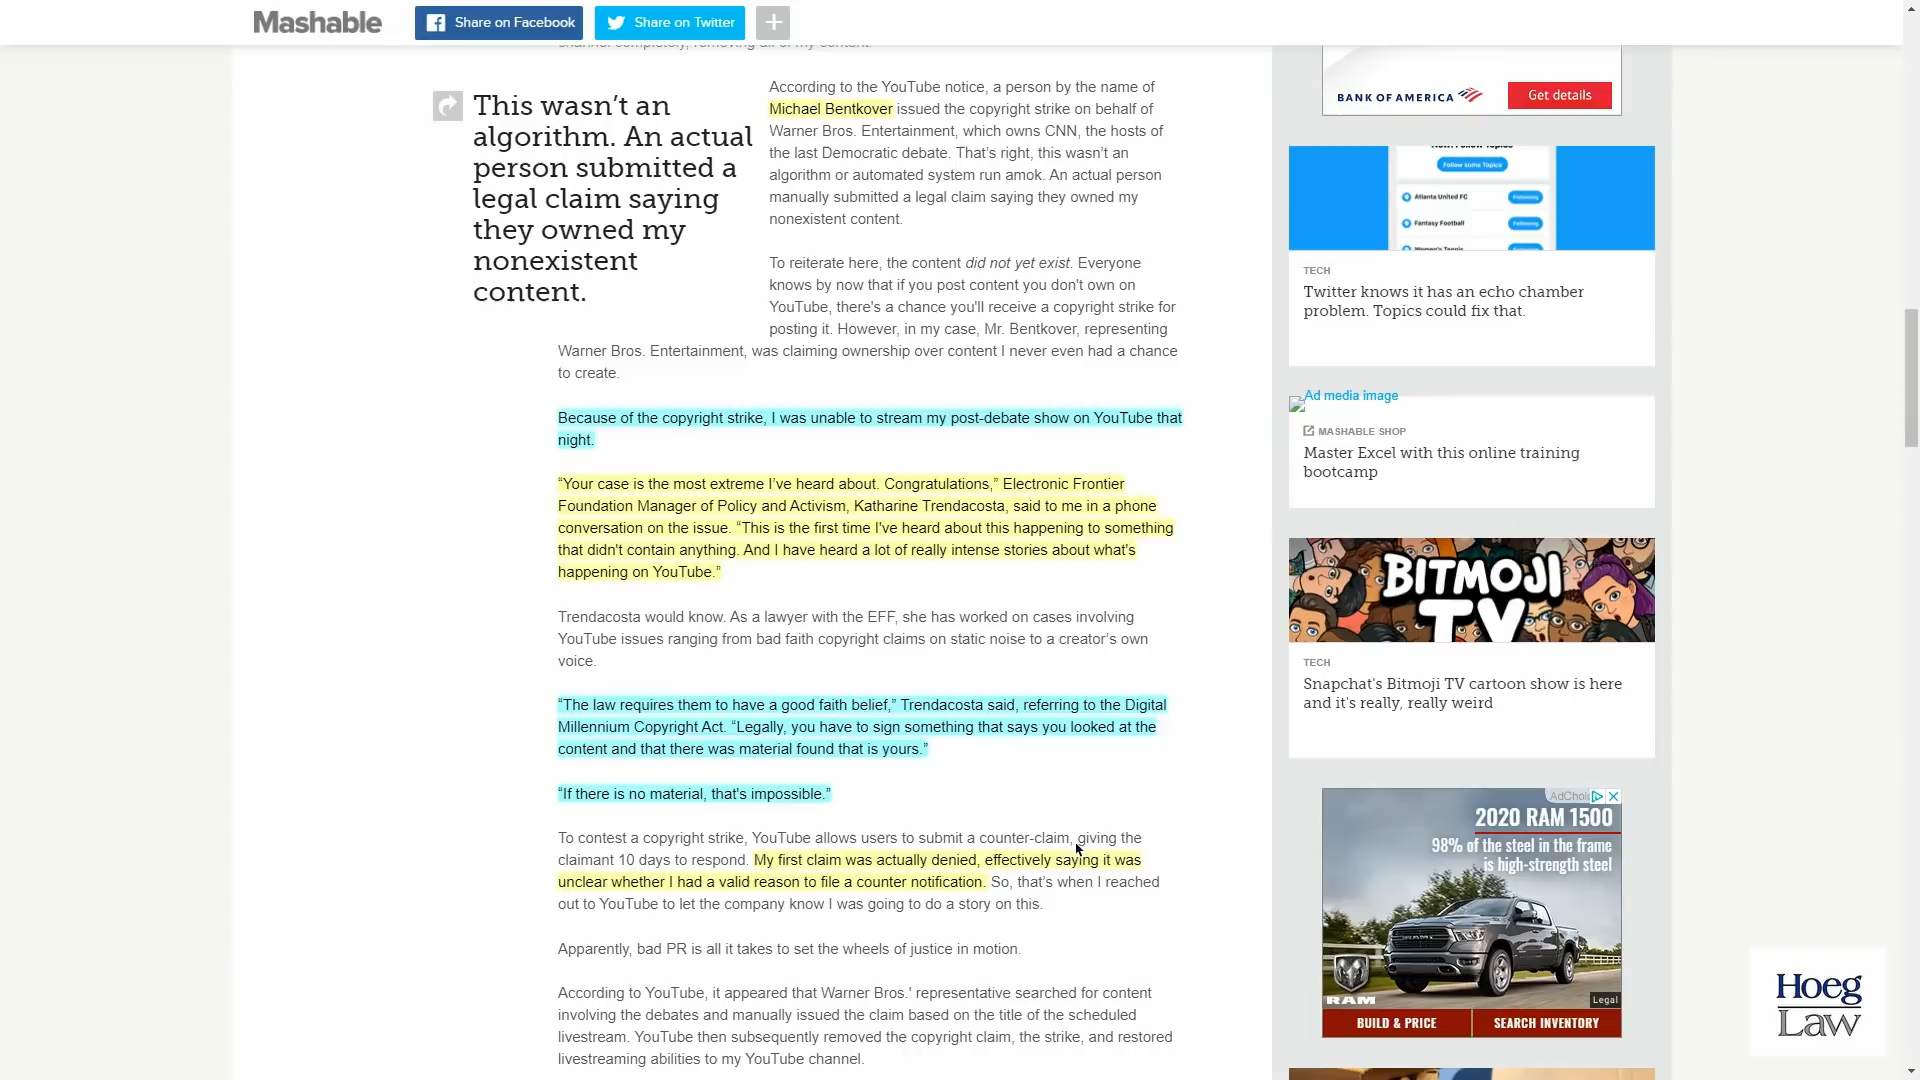 Mashable
Share on Facebook
Share on Twitter
channel completely, removing all of my content.
This wasn’t an
algorithm. An actual
person submitted a
legal claim saying
they owned my
nonexistent
content.
According to the YouTube notice, a person by the name of
Michael Bentkover issued the copyright strike on behalf of
Warner Bros. Entertainment, which owns CNN, the hosts of
the last Democratic debate. That’s right, this wasn’t an
algorithm or automated system run amok. An actual person
manually submitted a legal claim saying they owned my
nonexistent content.
To reiterate here, the content did not yet exist. Everyone
knows by now that if you post content you don't own on
YouTube, there's a chance you'll receive a copyright strike for
posting it. However, in my case, Mr. Bentkover, representing
Warner Bros. Entertainment, was claiming ownership over content I never even had a chance
to create.
Because of the copyright strike, I was unable to stream my post-debate show on YouTube that
night.
“Your case is the most extreme I’ve heard about. Congratulations,” Electronic Frontier
Foundation Manager of Policy and Activism, Katharine Trendacosta, said to me in a phone
conversation on the issue. “This is the first time I've heard about this happening to something
that didn't contain anything. And I have heard a lot of really intense stories about what's
happening on YouTube.”
Trendacosta would know. As a lawyer with the EFF, she has worked on cases involving
YouTube issues ranging from bad faith copyright claims on static noise to a creator’s own
voice.
“The law requires them to have a good faith belief,” Trendacosta said, referring to the Digital
Millennium Copyright Act. “Legally, you have to sign something that says you looked at the
content and that there was material found that is yours.”
“If there is no material, that's impossible.”
To contest a copyright strike, YouTube allows users to submit a counter-claim, giving the
claimant 10 days to respond. My first claim was actually denied, effectively saying it was
unclear whether I had a valid reason to file a counter notification. So, that’s when I reached
out to YouTube to let the company know I was going to do a story on this.
Apparently, bad PR is all it takes to set the wheels of justice in motion.
According to YouTube, it appeared that Warner Bros.' representative searched for content
involving the debates and manually issued the claim based on the title of the scheduled
livestream. YouTube then subsequently removed the copyright claim, the strike, and restored
livestreaming abilities to my YouTube channel.
BANK OF AMERICA
Get details
Follow some Topics
Atlanta United FC
Following
Fantasy Football
Following
Women's Tennis
TECH
Twitter knows it has an echo chamber
problem. Topics could fix that.
Ad media image
MASHABLE SHOP
Master Excel with this online training
bootcamp
BITMOJI
TV
TECH
Snapchat's Bitmoji TV cartoon show is here
and it's really, really weird
AdChoi
2020 RAM 1500
98% of the steel in the frame
is high-strength steel
RAM
Legal
BUILD & PRICE
SEARCH INVENTORY
Hoeg
Law